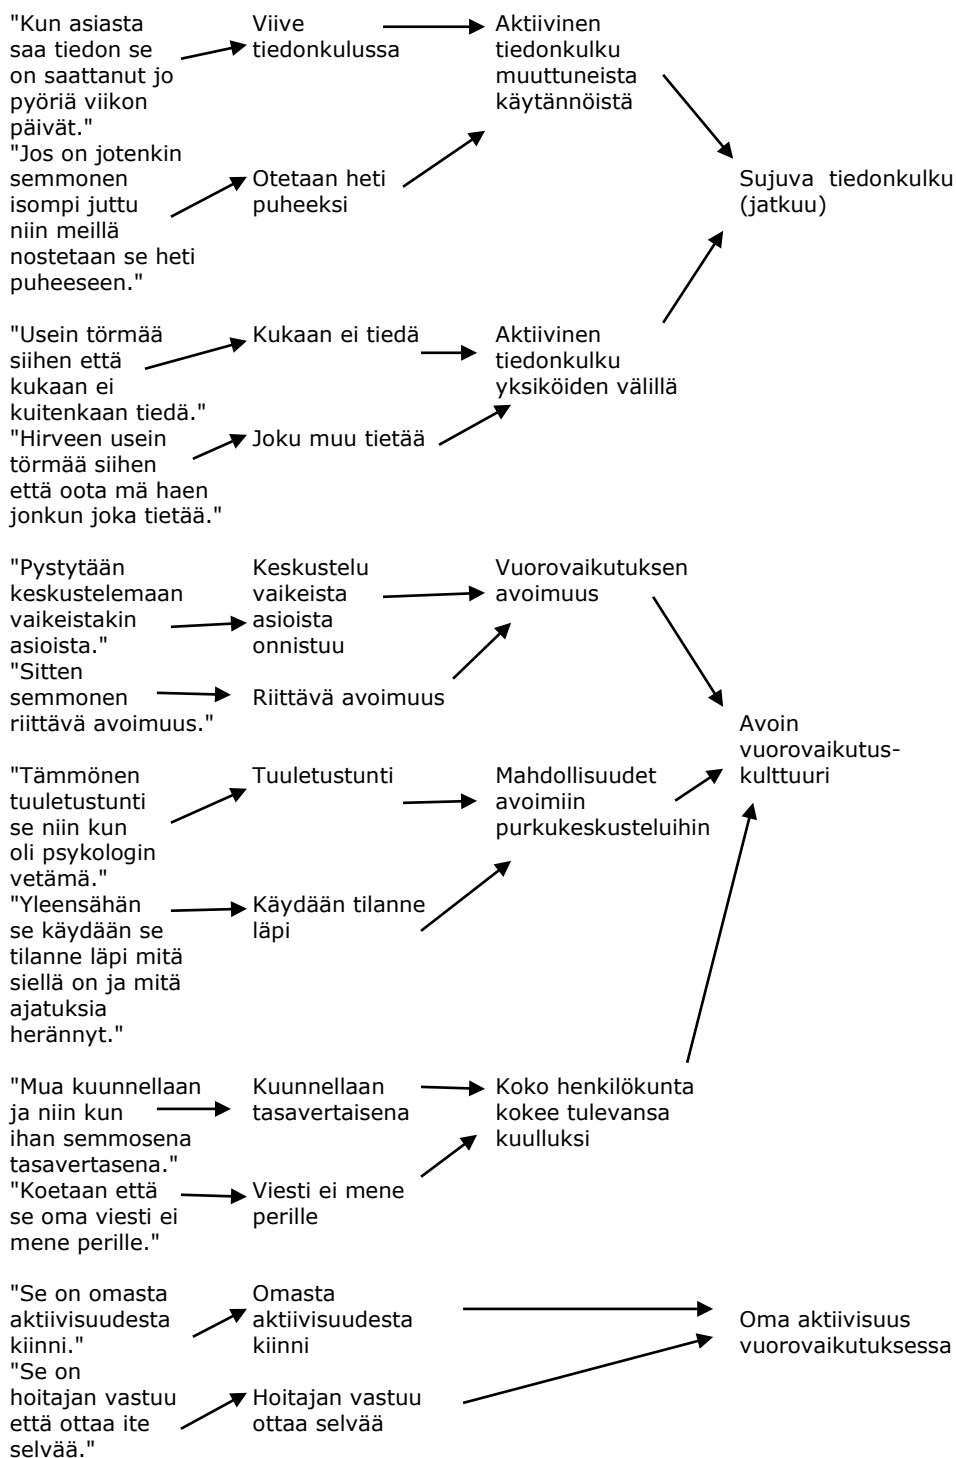 "Kun asiasta
saa tiedon se
on saattanut jo
pyöriä viikon
päivät."
Viive
tiedonkulussa
Aktiivinen
tiedonkulku
muuttuneista
käytännöistä
"Jos on jotenkin
semmonen
isompi juttu
niin meillä
nostetaan se heti
puheeseen."
Otetaan heti
puheeksi
Sujuva tiedonkulku
(jatkuu)
"Usein törmää
siihen että
kukaan ei
kuitenkaan tiedä."
Kukaan ei tiedä
Aktiivinen
tiedonkulku
yksiköiden välillä
"Hirveen usein
törmää siihen
että oota mä haen
jonkun joka tietää."
Joku muu tietää
"Pystytään
keskustelemaan
vaikeistakin
asioista."
Keskustelu
vaikeista
asioista
onnistuu
Vuorovaikutuksen
avoimuus
"Sitten
semmonen
riittävä avoimuus."
Riittävä avoimuus
Avoin
vuorovaikutus-
kulttuuri
"Tämmönen
tuuletustunti
se niin kun
oli psykologin
vetämä."
Tuuletustunti
Mahdollisuudet
avoimiin
purkukeskusteluihin
"Yleensähän
se käydään se
tilanne läpi mitä
siellä on ja mitä
ajatuksia
herännyt."
Käydään tilanne
läpi
"Mua kuunnellaan
ja niin kun
ihan semmosena
tasavertasena."
Kuunnellaan
tasavertaisena
Koko henkilökunta
kokee tulevansa
kuulluksi
"Koetaan että
se oma viesti ei
mene perille."
Viesti ei mene
perille
"Se on omasta
aktiivisuudesta
kiinni."
Omasta
aktiivisuudesta
kiinni
Oma aktiivisuus
vuorovaikutuksessa
"Se on
hoitajan vastuu
että ottaa ite
selvää."
Hoitajan vastuu
ottaa selvää